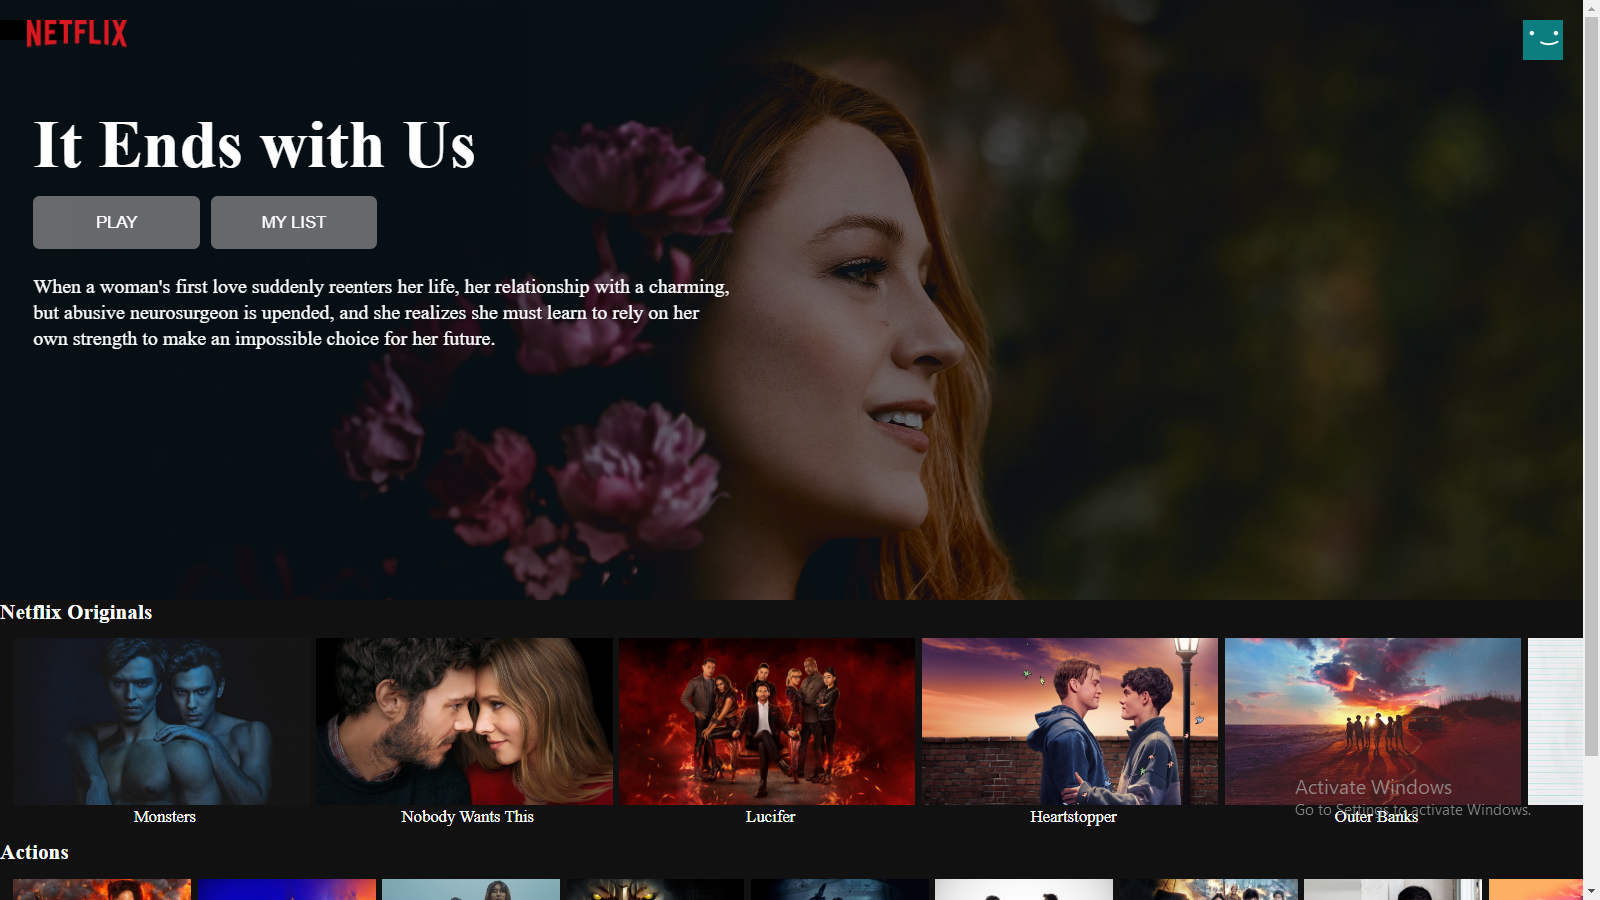 NETFLIX
It Ends with Us
PLAY
MY LIST
When a woman's first love suddenly reenters her life, her relationship with a charming,
but abusive neurosurgeon is upended, and she realizes she must learn to rely on her
own strength to make an impossible choice for her future.
Netflix Originals
Monsters
Nobody Wants This
Lucifer
Heartstopper
Outer Banks
Activate Windows
Go to Settings to activate Windows.
Actions